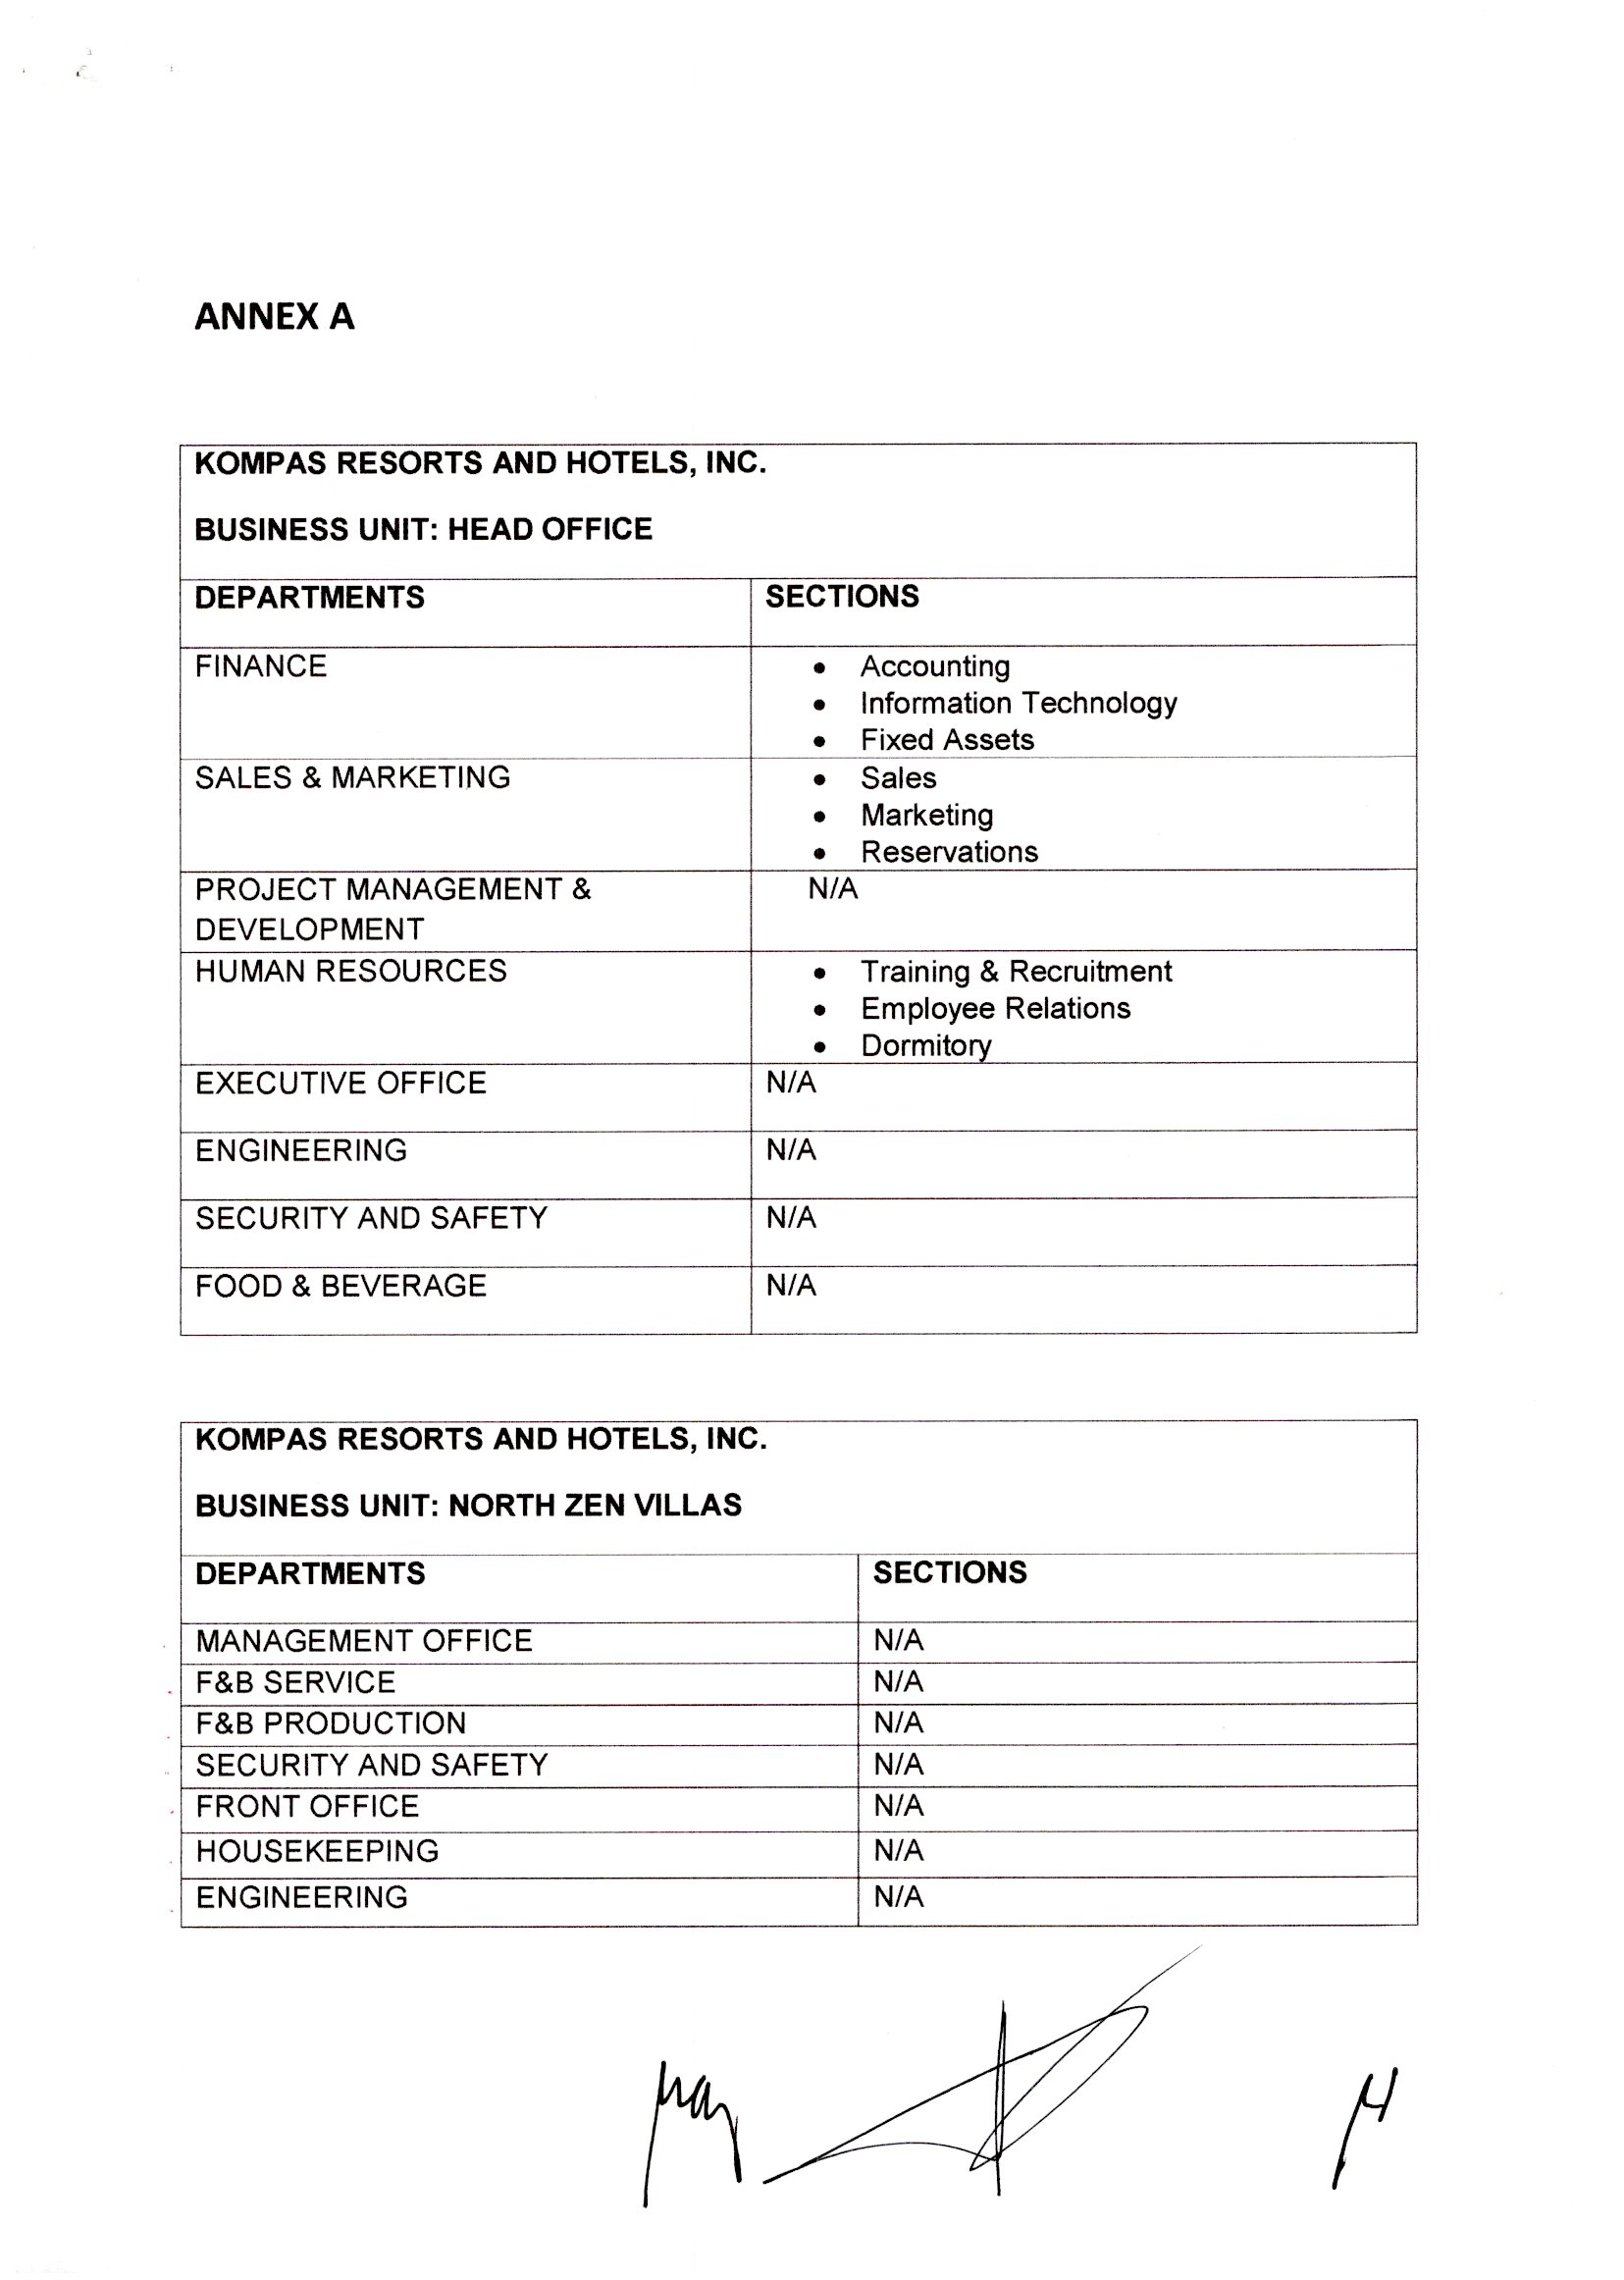 ANNEX A
KOMPAS RESORTS AND HOTELS, INC.
BUSINESS UNIT: HEAD OFFICE
DEPARTMENTS SECTIONS
FINANCE • Accounting
• Information Technology
• Fixed Assets
SALES & MARKETING • Sales
• Marketing
• Reservations
PROJECT MANAGEMENT & N/A
DEVELOPMENT
HUMAN RESOURCES • Training & Recruitment
• Employee Relations
• Dormitory
EXECUTIVE OFFICE N/A
ENGINEERING N/A
SECURITY AND SAFETY N/A
FOOD & BEVERAGE N/A
KOMPAS RESORTS AND HOTELS, INC.
BUSINESS UNIT: NORTH ZEN VILLAS
DEPARTMENTS SECTIONS
MANAGEMENT OFFICE N/A
F&B SERVICE N/A
F&B PRODUCTION N/A
SECURITY AND SAFETY N/A
FRONT OFFICE N/A
HOUSEKEEPING N/A
ENGINEERING N/A